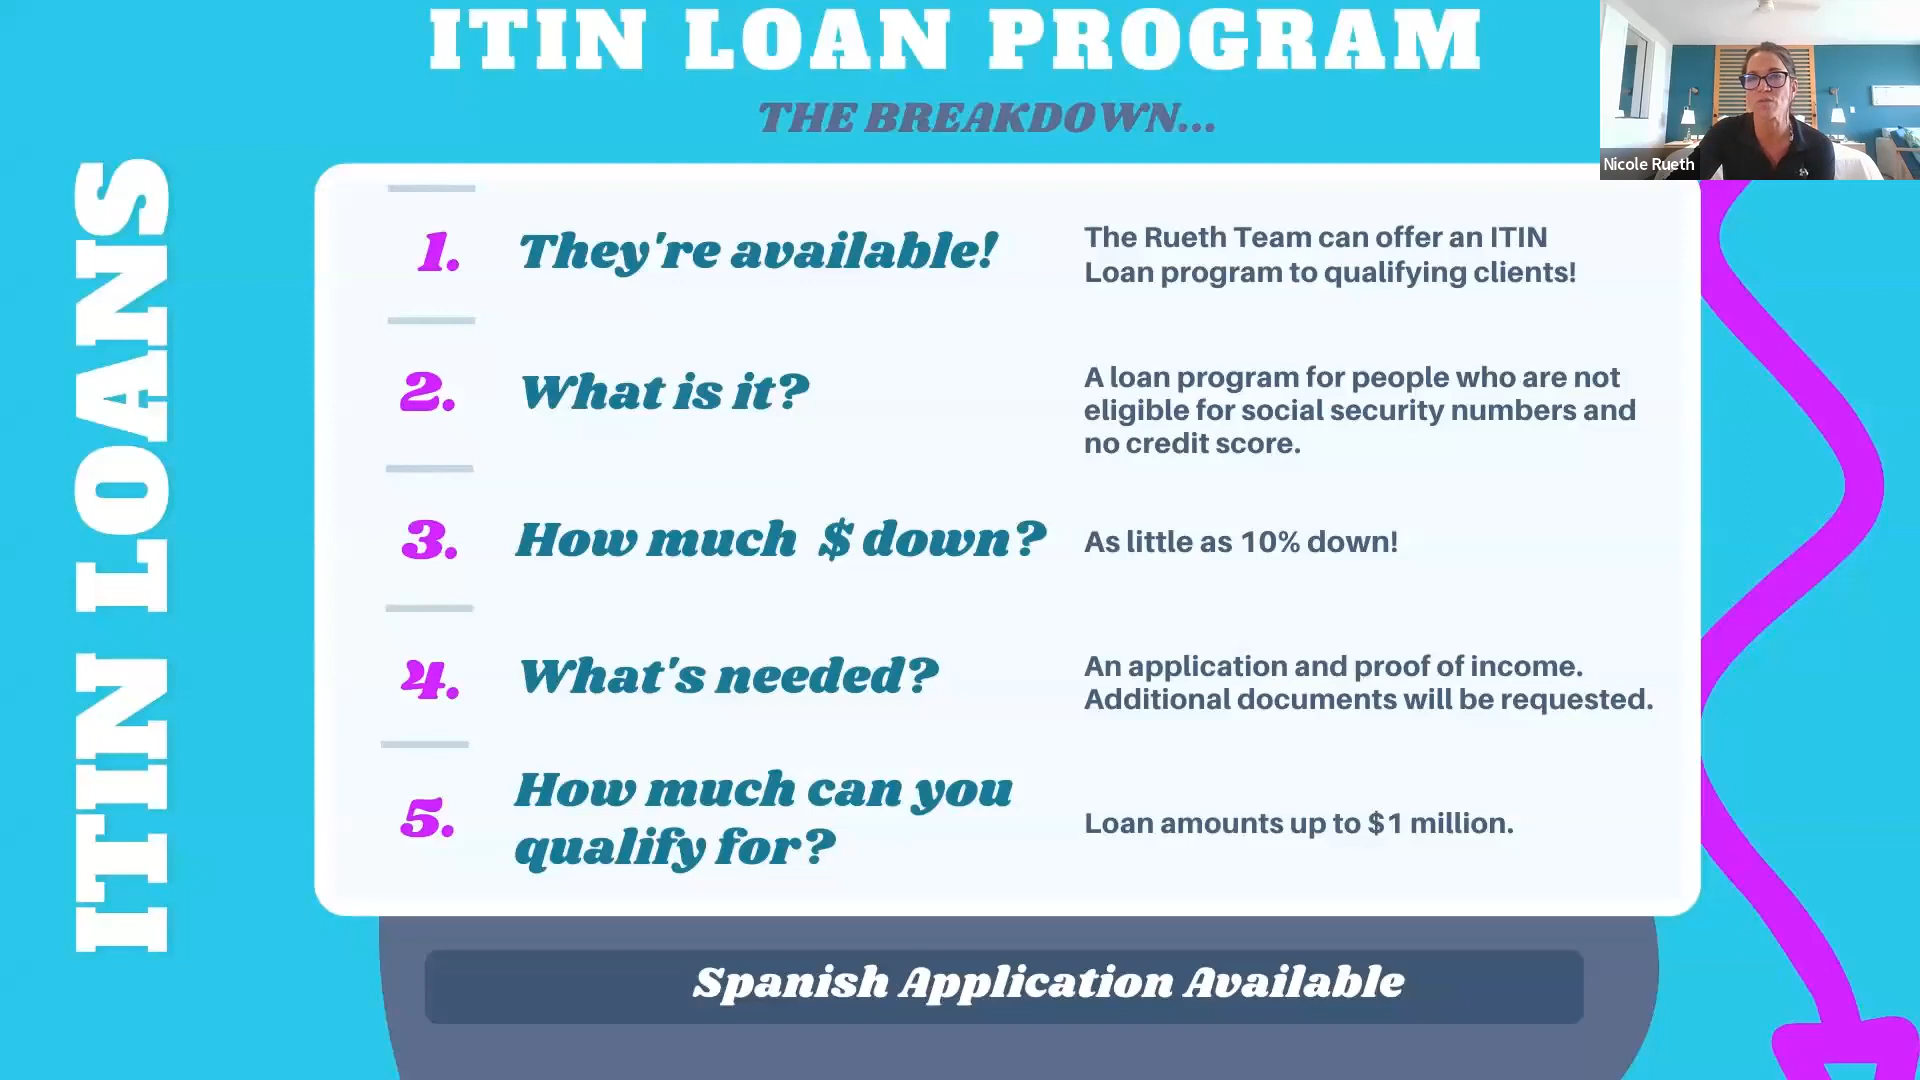 ITIN LOAN PROGRAM
THE BREAKDOWN...
Nicole Rueth
ITIN LOANS
1. They're available!
The Rueth Team can offer an ITIN
Loan program to qualifying clients!
2. What is it?
A loan program for people who are not
eligible for social security numbers and
no credit score.
3. How much $ down?
As little as 10% down!
4. What's needed?
An application and proof of income.
Additional documents will be requested.
5. How much can you
qualify for?
Loan amounts up to $1 million.
Spanish Application Available